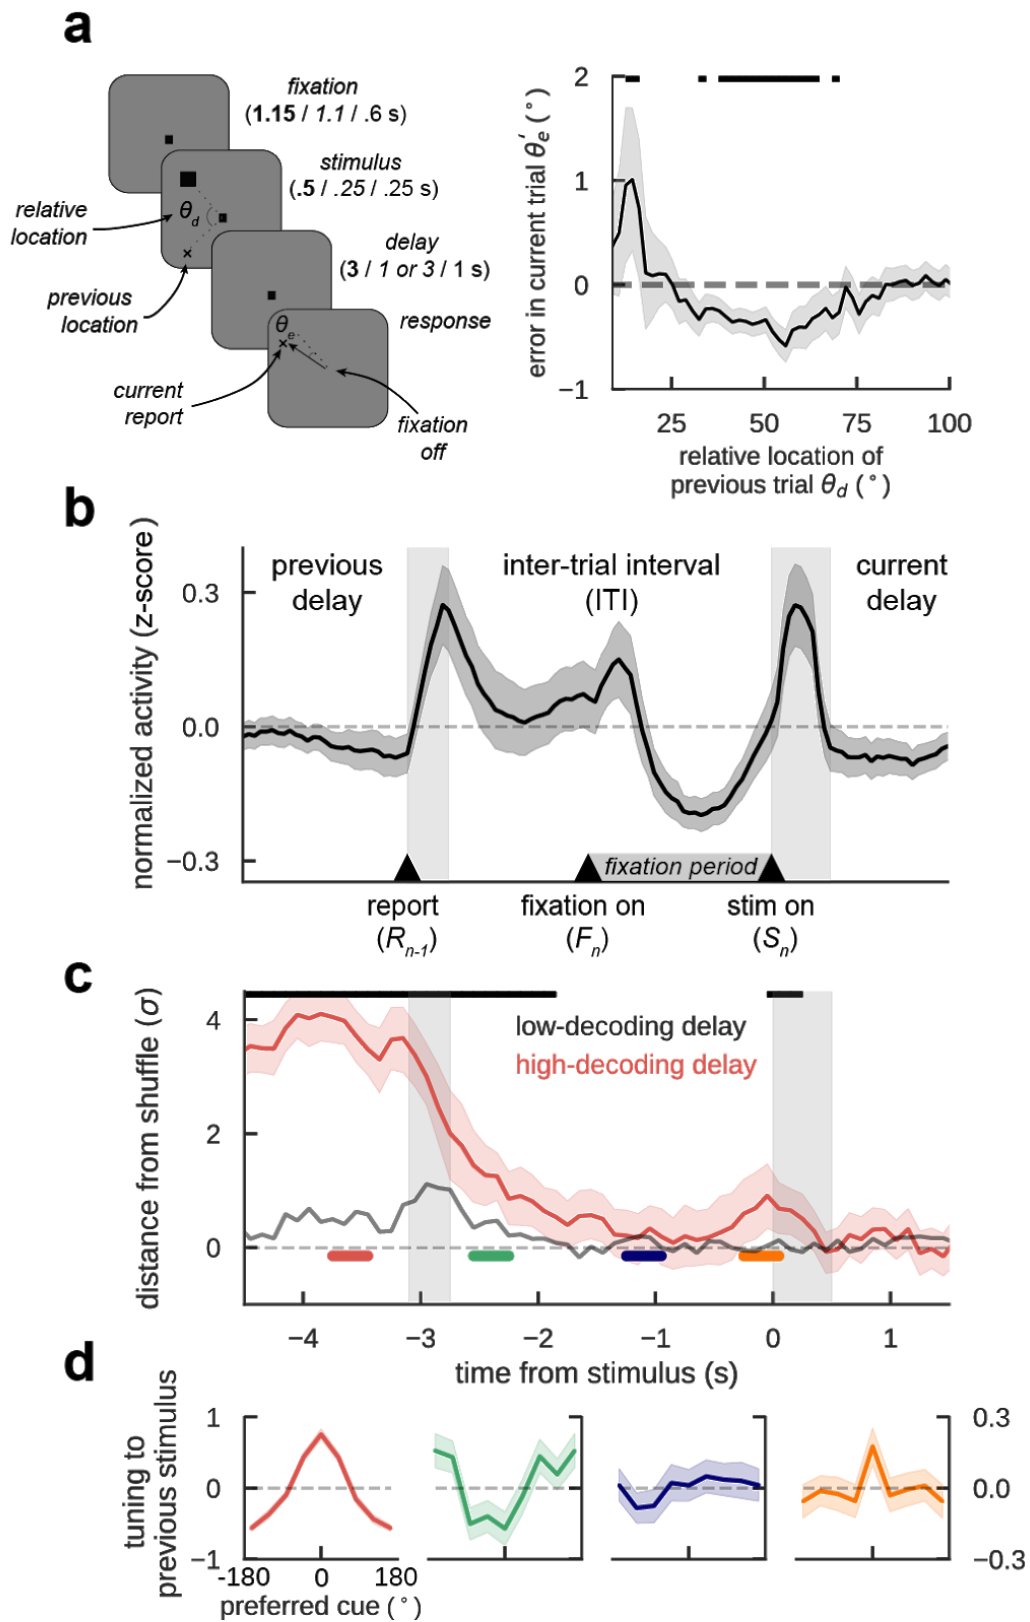 a
fixation
(1.15 / 1.1 / .6 s)
stimulus
(.5 / .25 / .25 s)
relative
location
θd
delay
(3 / 1 or 3 / 1 s)
previous
location
response
θe
current
report
fixation
off
error in current trial θ'e (°)
2
1
0
−1
25
50
75
100
relative location of
previous trial θd (°)
b
normalized activity (z-score)
0.3
0.0
−0.3
previous
delay
inter-trial interval
(ITI)
current
delay
fixation period
report
(Rn-1)
fixation on
(Fn)
stim on
(Sn)
c
distance from shuffle (σ)
4
2
0
low-decoding delay
high-decoding delay
−4
−3
−2
−1
0
1
time from stimulus (s)
d
tuning to
previous stimulus
1
0
−1
0.3
0.0
−0.3
-180
0
180
preferred cue (°)